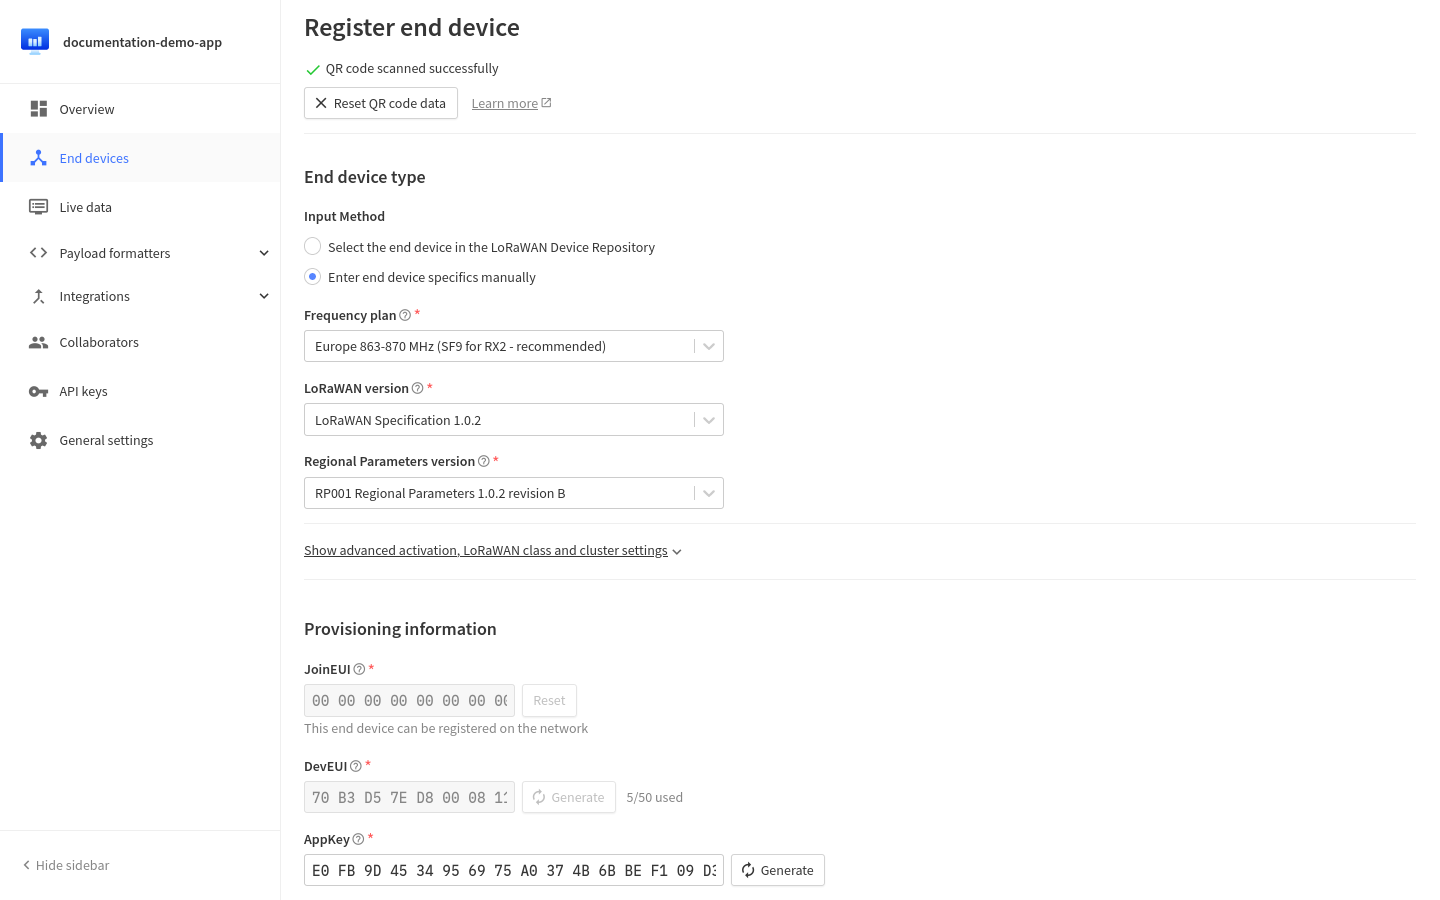 documentation-demo-app
Overview
End devices
Live data
Payload formatters
Integrations
Collaborators
API keys
General settings
Hide sidebar
Register end device
QR code scanned successfully
Reset QR code data Learn more
End device type
Input Method
Select the end device in the LoRaWAN Device Repository
Enter end device specifics manually
Frequency plan *
Europe 863-870 MHz (SF9 for RX2 - recommended)
LoRaWAN version *
LoRaWAN Specification 1.0.2
Regional Parameters version *
RP001 Regional Parameters 1.0.2 revision B
Show advanced activation, LoRaWAN class and cluster settings
Provisioning information
JoinEUI *
00 00 00 00 00 00 00 00 Reset
This end device can be registered on the network
DevEUI *
70 B3 D5 7E D8 00 08 Generate 5/50 used
AppKey *
E0 FB 9D 45 34 95 69 75 A0 37 4B 6B BE F1 09 Generate